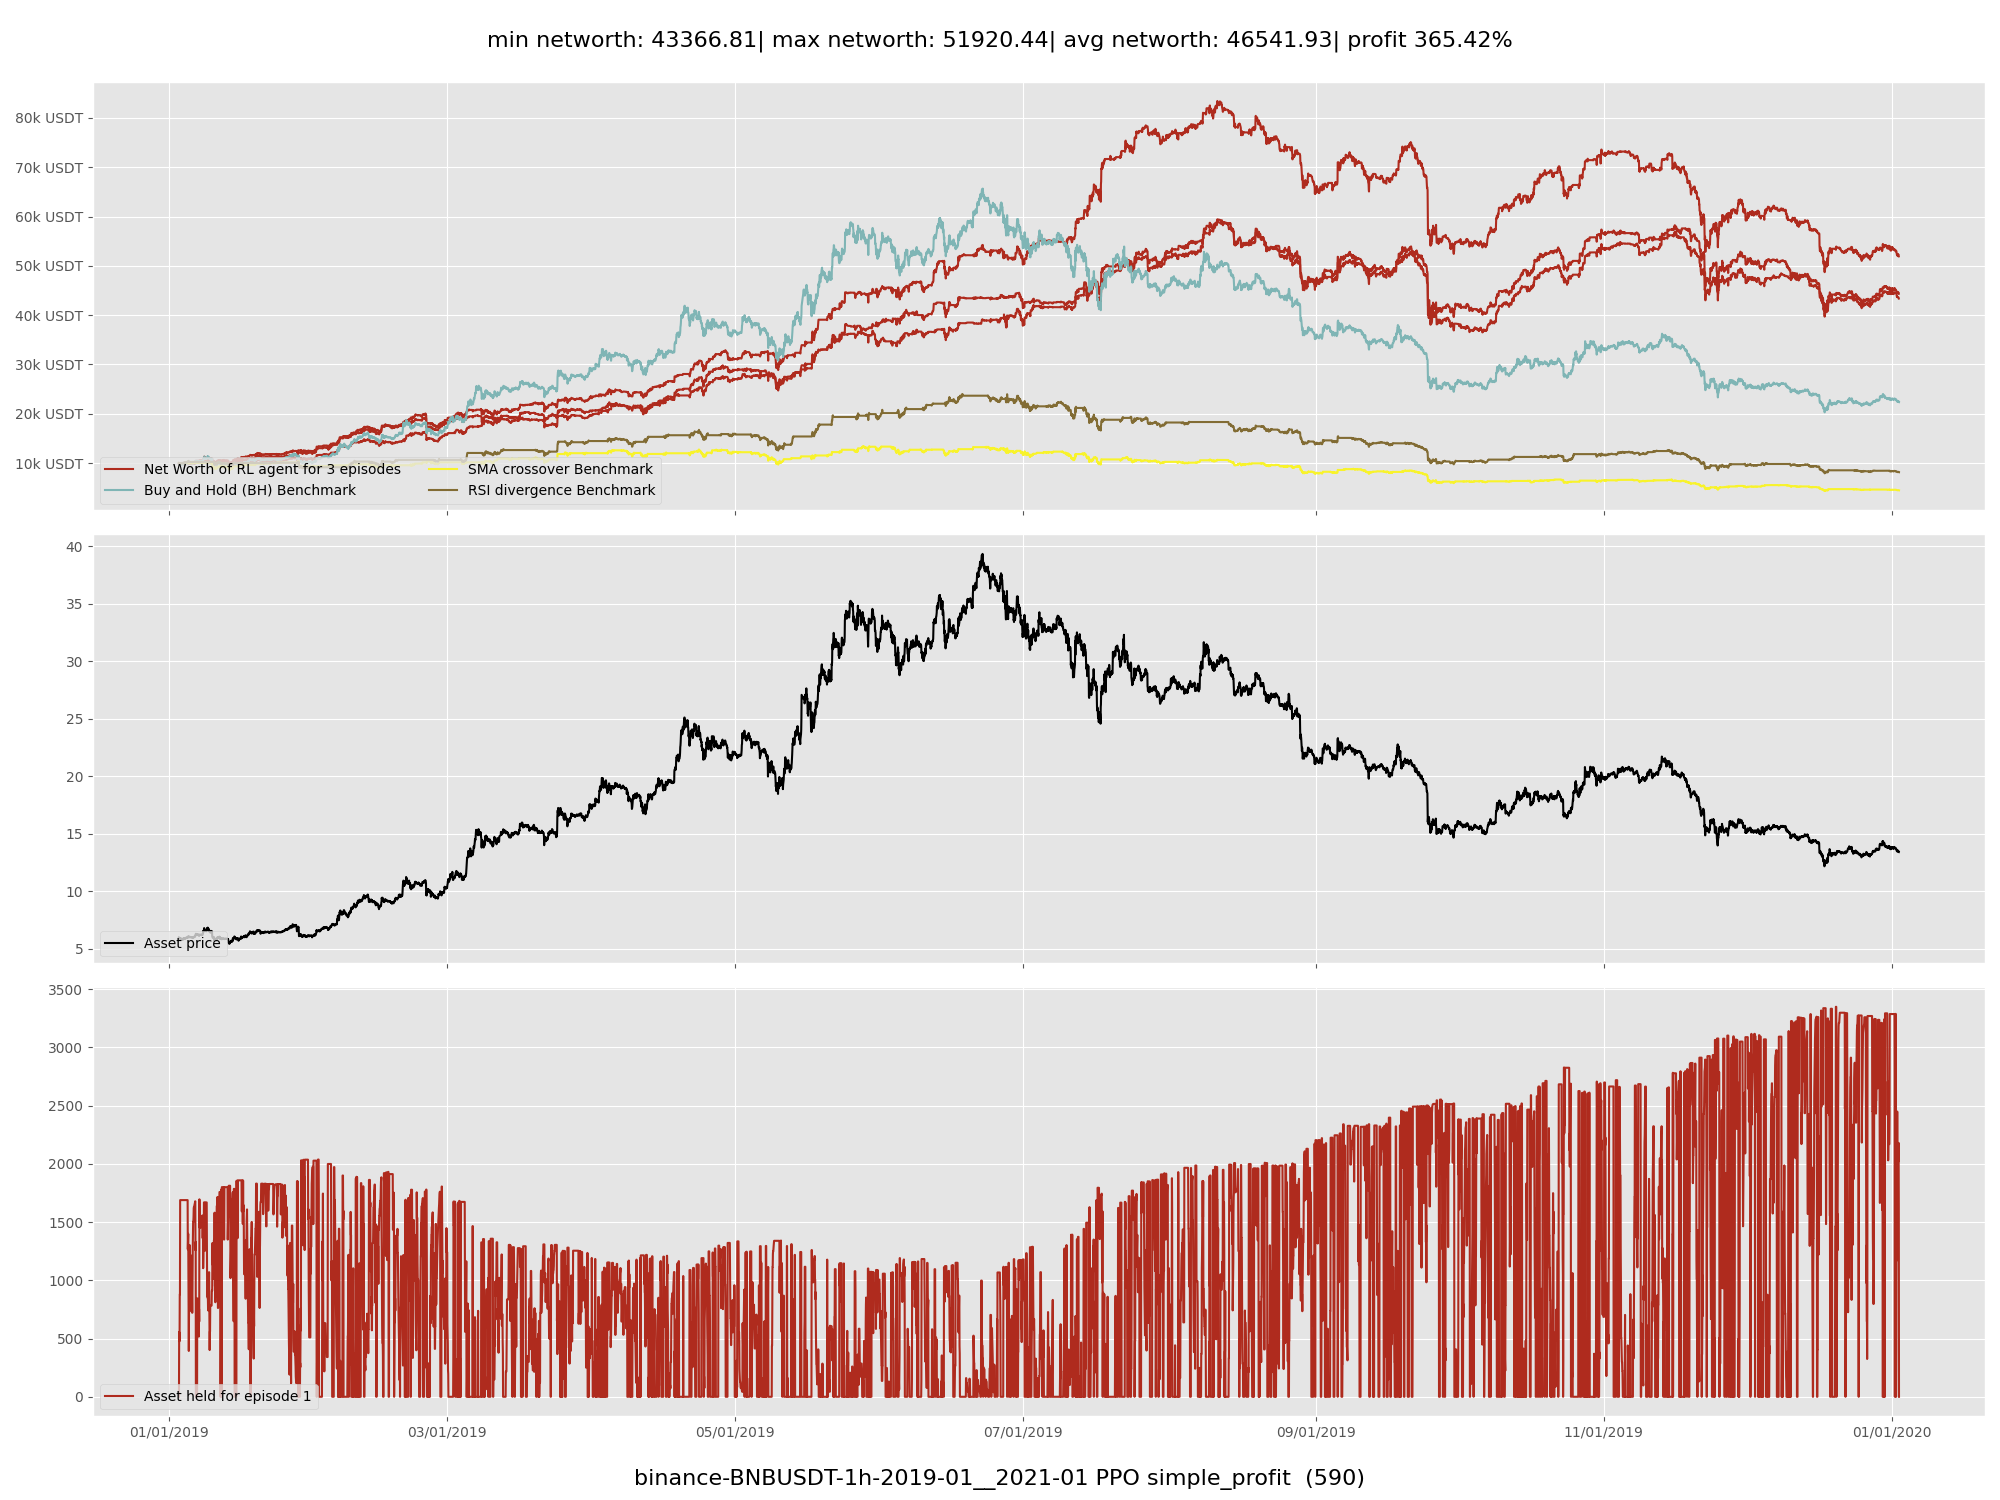 min networth: 43366.81| max networth: 51920.44| avg networth: 46541.93| profit 365.42%
80k USDT
70k USDT
60k USDT
50k USDT
40k USDT
30k USDT
20k USDT
10k USDT
Net Worth of RL agent for 3 episodes
Buy and Hold (BH) Benchmark
SMA crossover Benchmark
RSI divergence Benchmark
40
35
30
25
20
15
10
5
Asset price
3500
3000
2500
2000
1500
1000
500
0
Asset held for episode 1
01/01/2019 03/01/2019 05/01/2019 07/01/2019 09/01/2019 11/01/2019 01/01/2020
binance-BNBUSDT-1h-2019-01__2021-01 PPO simple_profit (590)